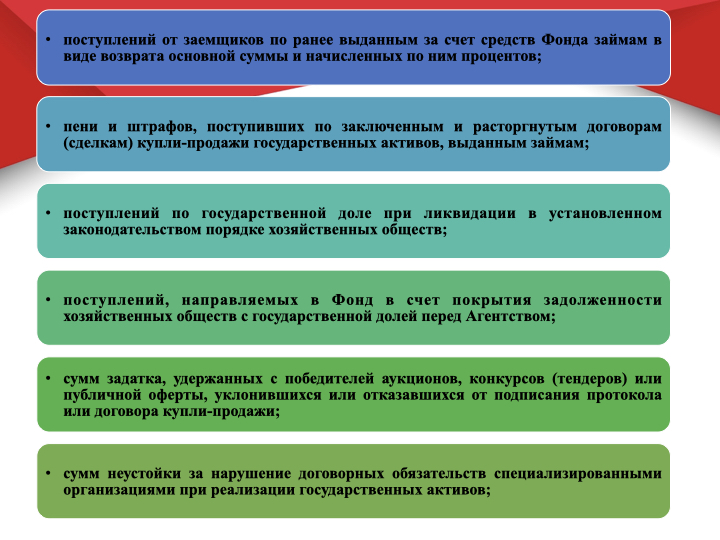 • поступлений от заемщиков по ранее выданным за счет средств Фонда займам в
виде возврата основной суммы и начисленных по ним процентов;
• пени и штрафов, поступивших по заключенным и расторгнутым договорам
(сделкам) купли-продажи государственных активов, выданным займам;
• поступлений по государственной доле при ликвидации в установленном
законодательством порядке хозяйственных обществ;
• поступлений, направляемых в Фонд в счет покрытия задолженности
хозяйственных обществ с государственной долей перед Агентством;
• сумм задатка, удержанных с победителей аукционов, конкурсов (тендеров) или
публичной оферты, уклонившихся или отказавшихся от подписания протокола
или договора купли-продажи;
• сумм неустойки за нарушение договорных обязательств специализированными
организациями при реализации государственных активов;